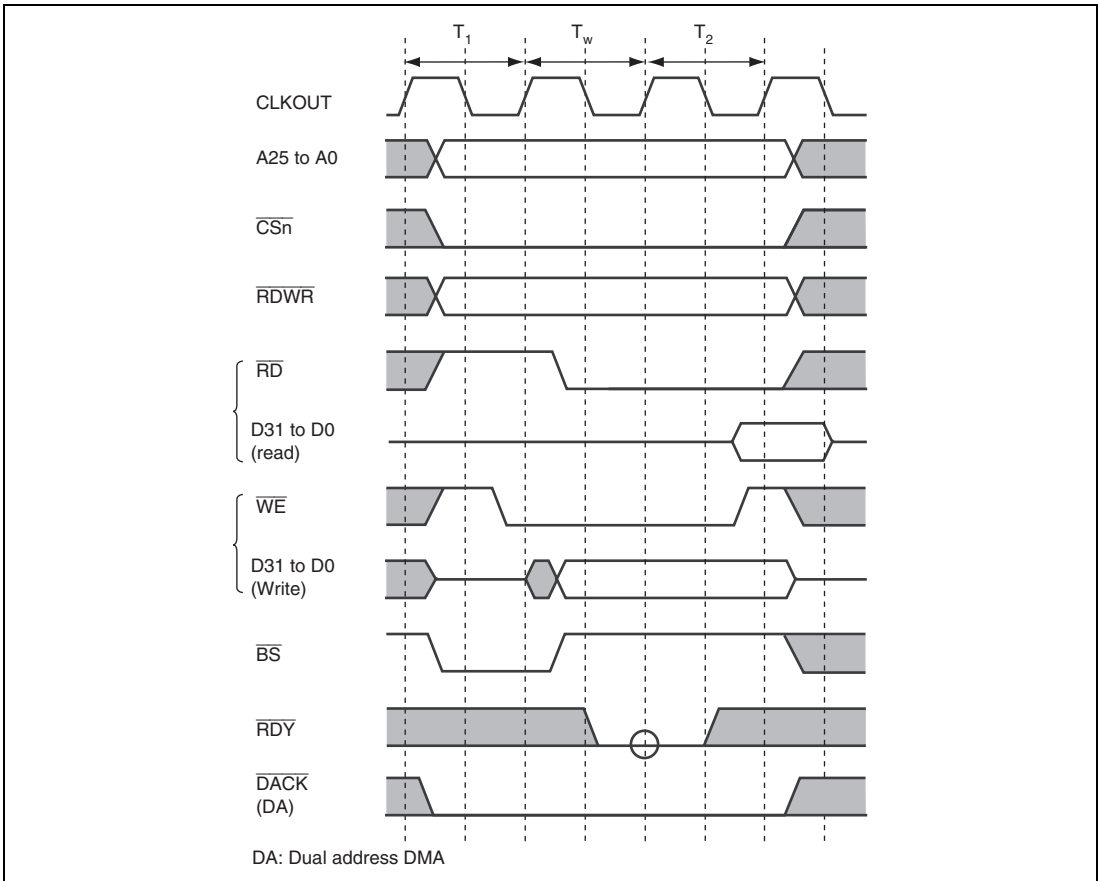 T1 Tw T2
CLKOUT
A25 to A0
CSn
RDWR
RD
D31 to D0
(read)
WE
D31 to D0
(Write)
BS
RDY
DACK
(DA)
DA: Dual address DMA